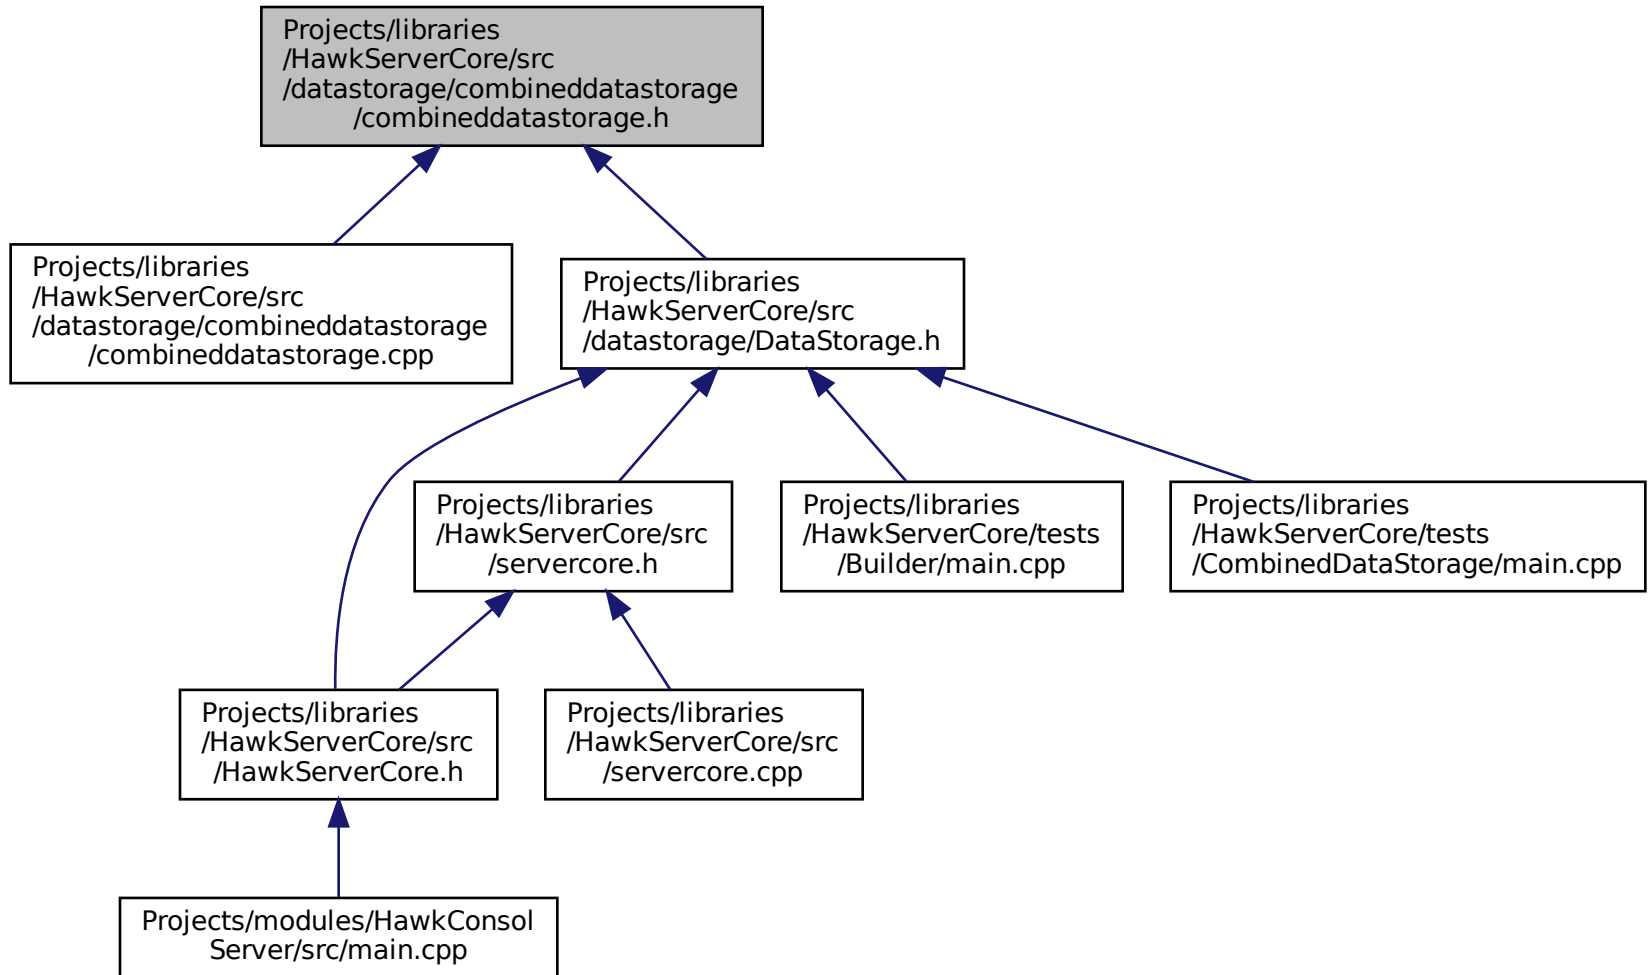 Projects/libraries
/HawkServerCore/src
/datastorage/combineddatastorage
/combineddatastorage.h
Projects/libraries
/HawkServerCore/src
/datastorage/combineddatastorage
/combineddatastorage.cpp
Projects/libraries
/HawkServerCore/src
/datastorage/DataStorage.h
Projects/libraries
/HawkServerCore/src
/servercore.h
Projects/libraries
/HawkServerCore/tests
/Builder/main.cpp
Projects/libraries
/HawkServerCore/tests
/CombinedDataStorage/main.cpp
Projects/libraries
/HawkServerCore/src
/HawkServerCore.h
Projects/libraries
/HawkServerCore/src
/servercore.cpp
Projects/modules/HawkConsol
Server/src/main.cpp